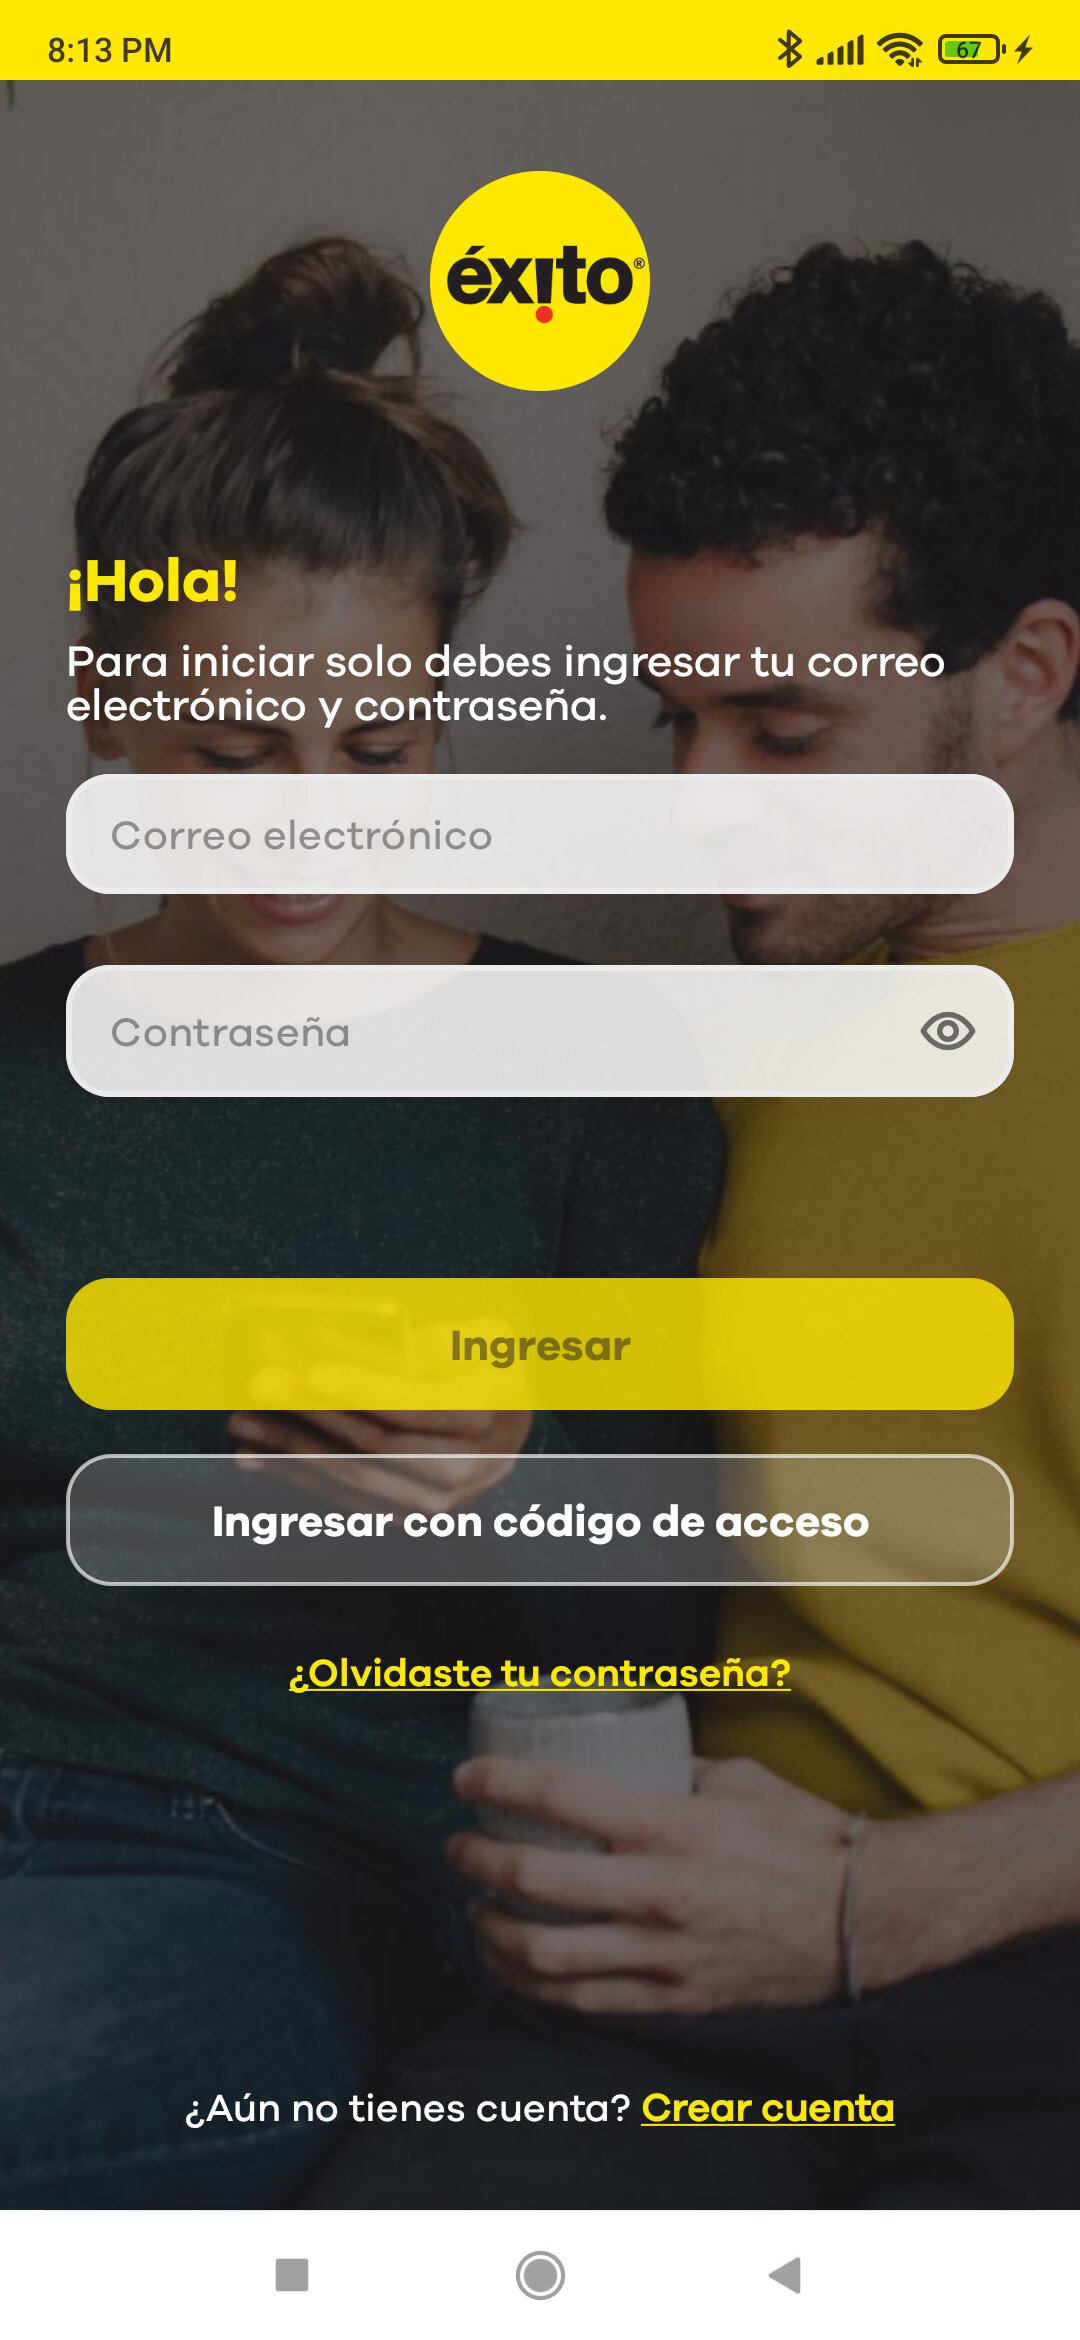 8:13 PM
67
éxito®
¡Hola!
Para iniciar solo debes ingresar tu correo
electrónico y contraseña.
Correo electrónico
Contraseña
Ingresar
Ingresar con código de acceso
¿Olvidaste tu contraseña?
¿Aún no tienes cuenta? Crear cuenta